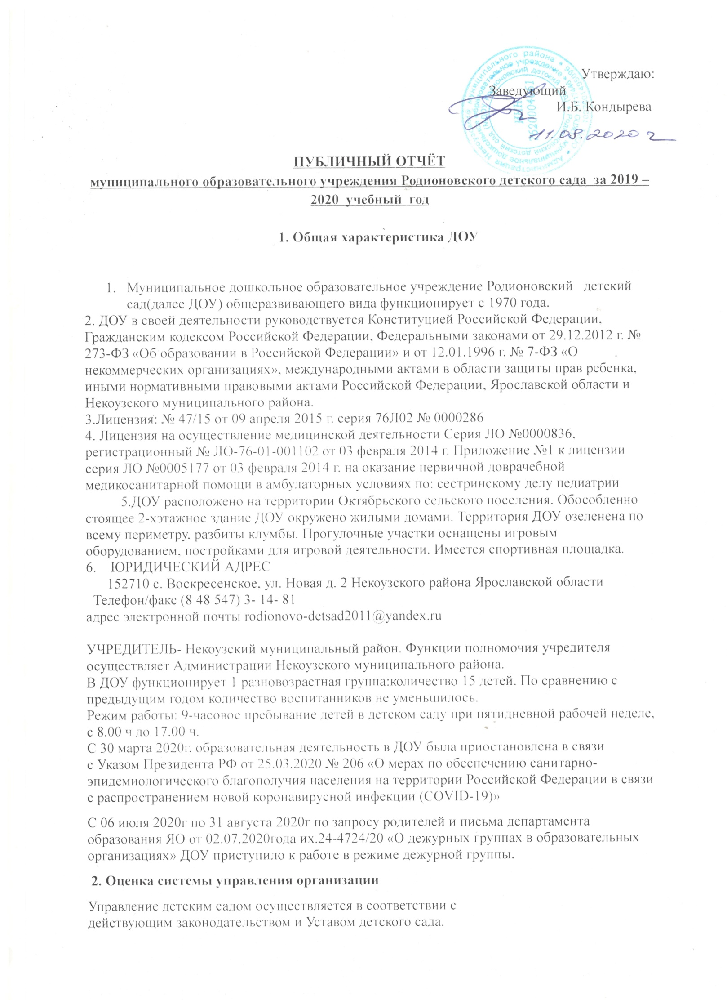 Утверждаю:
Заведующий
И.Б. Кондырева
11.09.2020 г
ПУБЛИЧНЫЙ ОТЧЁТ
муниципального образовательного учреждения Родионовского детского сада за 2019 –
2020 учебный год
1. Общая характеристика ДОУ
1. Муниципальное дошкольное образовательное учреждение Родионовский детский
сад(далее ДОУ) общеразвивающего вида функционирует с 1970 года.
2. ДОУ в своей деятельности руководствуется Конституцией Российской Федерации,
Гражданским кодексом Российской Федерации, Федеральными законами от 29.12.2012 г. №
273-ФЗ «Об образовании в Российской Федерации» и от 12.01.1996 г. № 7-ФЗ «О
некоммерческих организациях», международными актами в области защиты прав ребенка,
иными нормативными правовыми актами Российской Федерации, Ярославской области и
Некоузского муниципального района.
3.Лицензия: № 47/15 от 09 апреля 2015 г. серия 76Л02 № 0000286
4. Лицензия на осуществление медицинской деятельности Серия ЛО №0000836,
регистрационный № ЛО-76-01-001102 от 03 февраля 2014 г. Приложение №1 к лицензии
серия ЛО №0005177 от 03 февраля 2014 г. на оказание первичной доврачебной
медикосанитарной помощи в амбулаторных условиях по: сестринскому делу педиатрии
5.ДОУ расположено на территории Октябрьского сельского поселения. Обособленно
стоящее 2-хэтажное здание ДОУ окружено жилыми домами. Территория ДОУ озеленена по
всему периметру, разбиты клумбы. Прогулочные участки оснащены игровым
оборудованием, постройками для игровой деятельности. Имеется спортивная площадка.
6. ЮРИДИЧЕСКИЙ АДРЕС
152710 с. Воскресенское, ул. Новая д. 2 Некоузского района Ярославской области
Телефон/факс (8 48 547) 3- 14- 81
адрес электронной почты rodionovo-detsad2011@yandex.ru
УЧРЕДИТЕЛЬ- Некоузский муниципальный район. Функции полномочия учредителя
осуществляет Администрации Некоузского муниципального района.
В ДОУ функционирует 1 разновозрастная группа:количество 15 детей. По сравнению с
предыдущим годом количество воспитанников не уменьшилось.
Режим работы: 9-часовое пребывание детей в детском саду при пятидневной рабочей неделе,
с 8.00 ч до 17.00 ч.
С 30 марта 2020г. образовательная деятельность в ДОУ была приостановлена в связи
с Указом Президента РФ от 25.03.2020 № 206 «О мерах по обеспечению санитарно-
эпидемиологического благополучия населения на территории Российской Федерации в связи
с распространением новой коронавирусной инфекции (COVID-19)»
С 06 июля 2020г по 31 августа 2020г по запросу родителей и письма департамента
образования ЯО от 02.07.2020года их.24-4724/20 «О дежурных группах в образовательных
организациях» ДОУ приступило к работе в режиме дежурной группы.
2. Оценка системы управления организации
Управление детским садом осуществляется в соответствии с
действующим законодательством и Уставом детского сада.